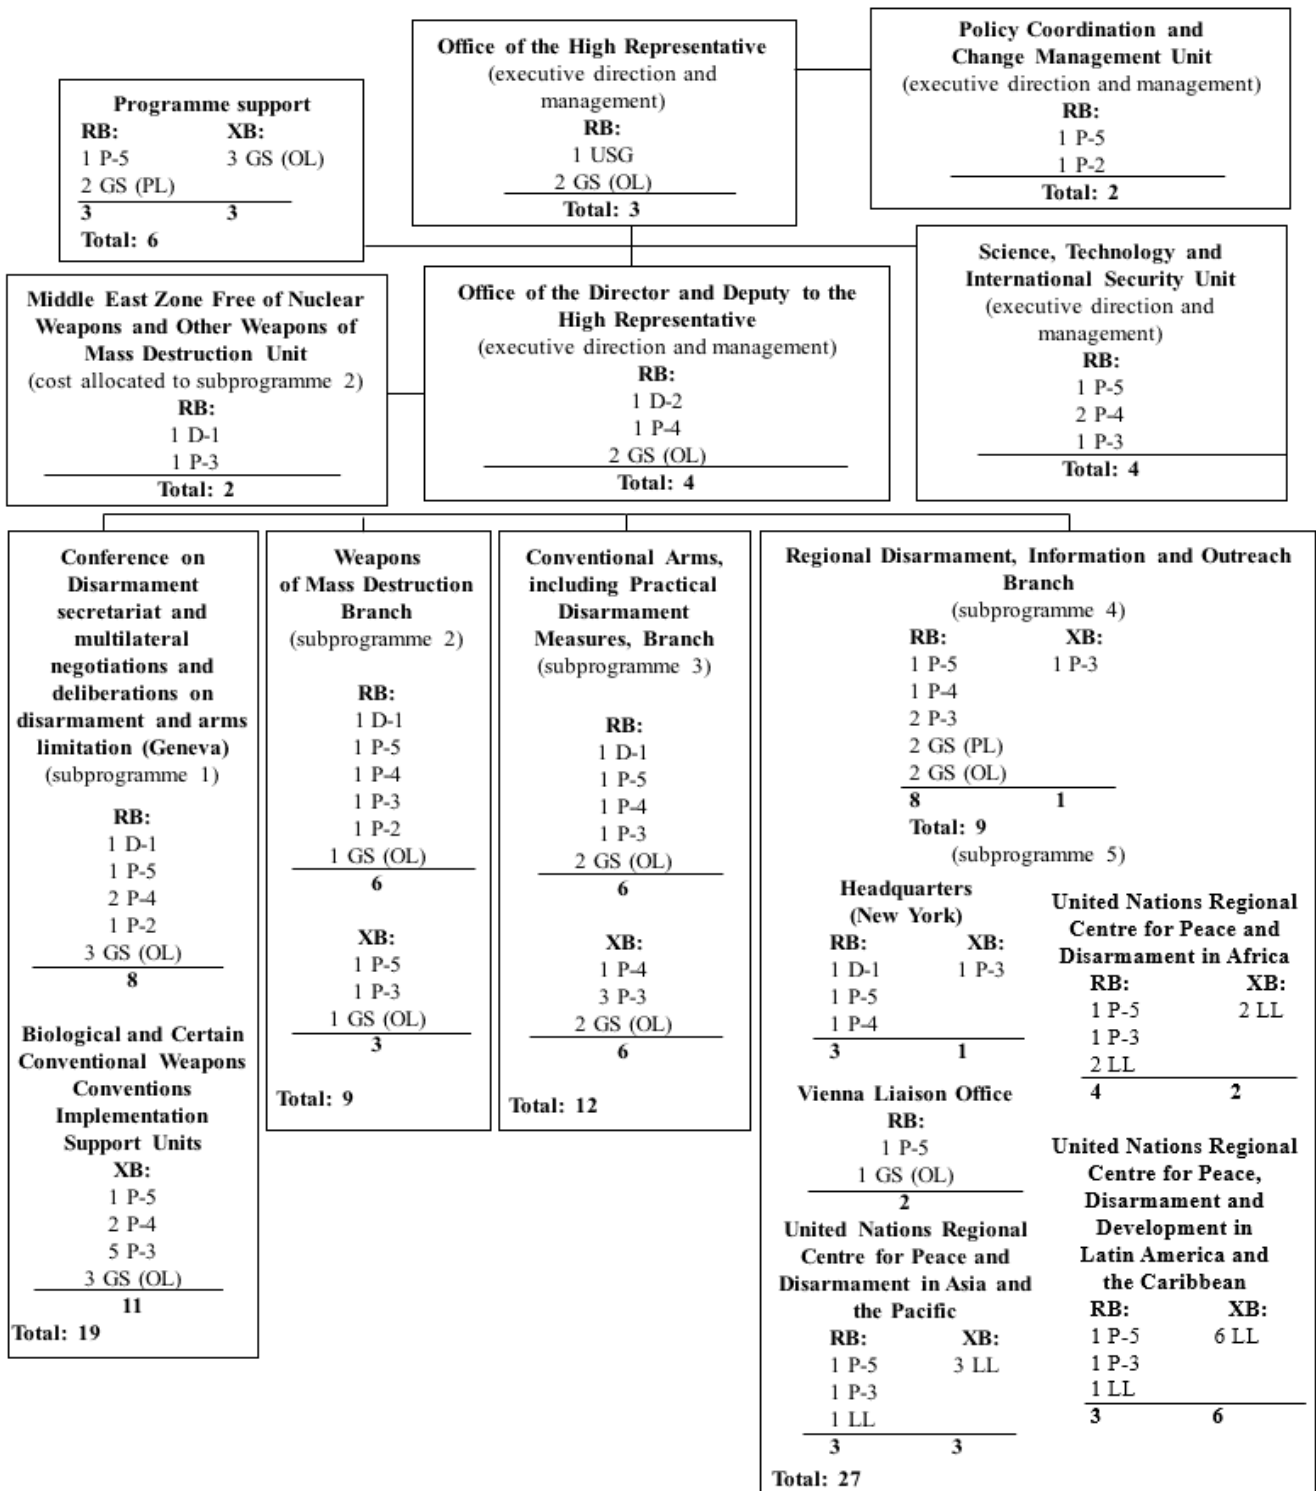 Office of the High Representative
(executive direction and
management)
RB:
1 USG
2 GS (OL)
Total: 3
Policy Coordination and
Change Management Unit
(executive direction and management)
RB:
1 P-5
1 P-2
Total: 2
Programme support
RB: XB:
1 P-5 3 GS (OL)
2 GS (PL)
3 3
Total: 6
Science, Technology and
International Security Unit
(executive direction and
management)
RB:
1 P-5
2 P-4
1 P-3
Total: 4
Middle East Zone Free of Nuclear
Weapons and Other Weapons of
Mass Destruction Unit
(cost allocated to subprogramme 2)
RB:
1 D-1
1 P-3
Total: 2
Office of the Director and Deputy to the
High Representative
(executive direction and management)
RB:
1 D-2
1 P-4
2 GS (OL)
Total: 4
Conference on
Disarmament
secretariat and
multilateral
negotiations and
deliberations on
disarmament and arms
limitation (Geneva)
(subprogramme 1)
RB:
1 D-1
1 P-5
2 P-4
1 P-2
3 GS (OL)
8
Biological and Certain
Conventional Weapons
Conventions
Implementation
Support Units
XB:
1 P-5
2 P-4
5 P-3
3 GS (OL)
11
Total: 19
Weapons
of Mass Destruction
Branch
(subprogramme 2)
RB:
1 D-1
1 P-5
1 P-4
1 P-3
1 P-2
1 GS (OL)
6
XB:
1 P-5
1 P-3
1 GS (OL)
3
Total: 9
Conventional Arms,
including Practical
Disarmament
Measures, Branch
(subprogramme 3)
RB:
1 D-1
1 P-5
1 P-4
1 P-3
2 GS (OL)
6
XB:
1 P-4
3 P-3
2 GS (OL)
6
Total: 12
Regional Disarmament, Information and Outreach
Branch
(subprogramme 4)
RB: XB:
1 P-5 1 P-3
1 P-4
2 P-3
2 GS (PL)
2 GS (OL)
8 1
Total: 9
(subprogramme 5)
Headquarters
(New York)
RB: XB:
1 D-1 1 P-3
1 P-5
1 P-4
3 1
Vienna Liaison Office
RB:
1 P-5
1 GS (OL)
2
United Nations Regional
Centre for Peace and
Disarmament in Asia and
the Pacific
RB: XB:
1 P-5 3 LL
1 P-3
1 LL
3 3
United Nations Regional
Centre for Peace and
Disarmament in Africa
RB: XB:
1 P-5 2 LL
1 P-3
2 LL
4 2
United Nations Regional
Centre for Peace,
Disarmament and
Development in
Latin America and
the Caribbean
RB: XB:
1 P-5 6 LL
1 P-3
1 LL
3 6
Total: 27